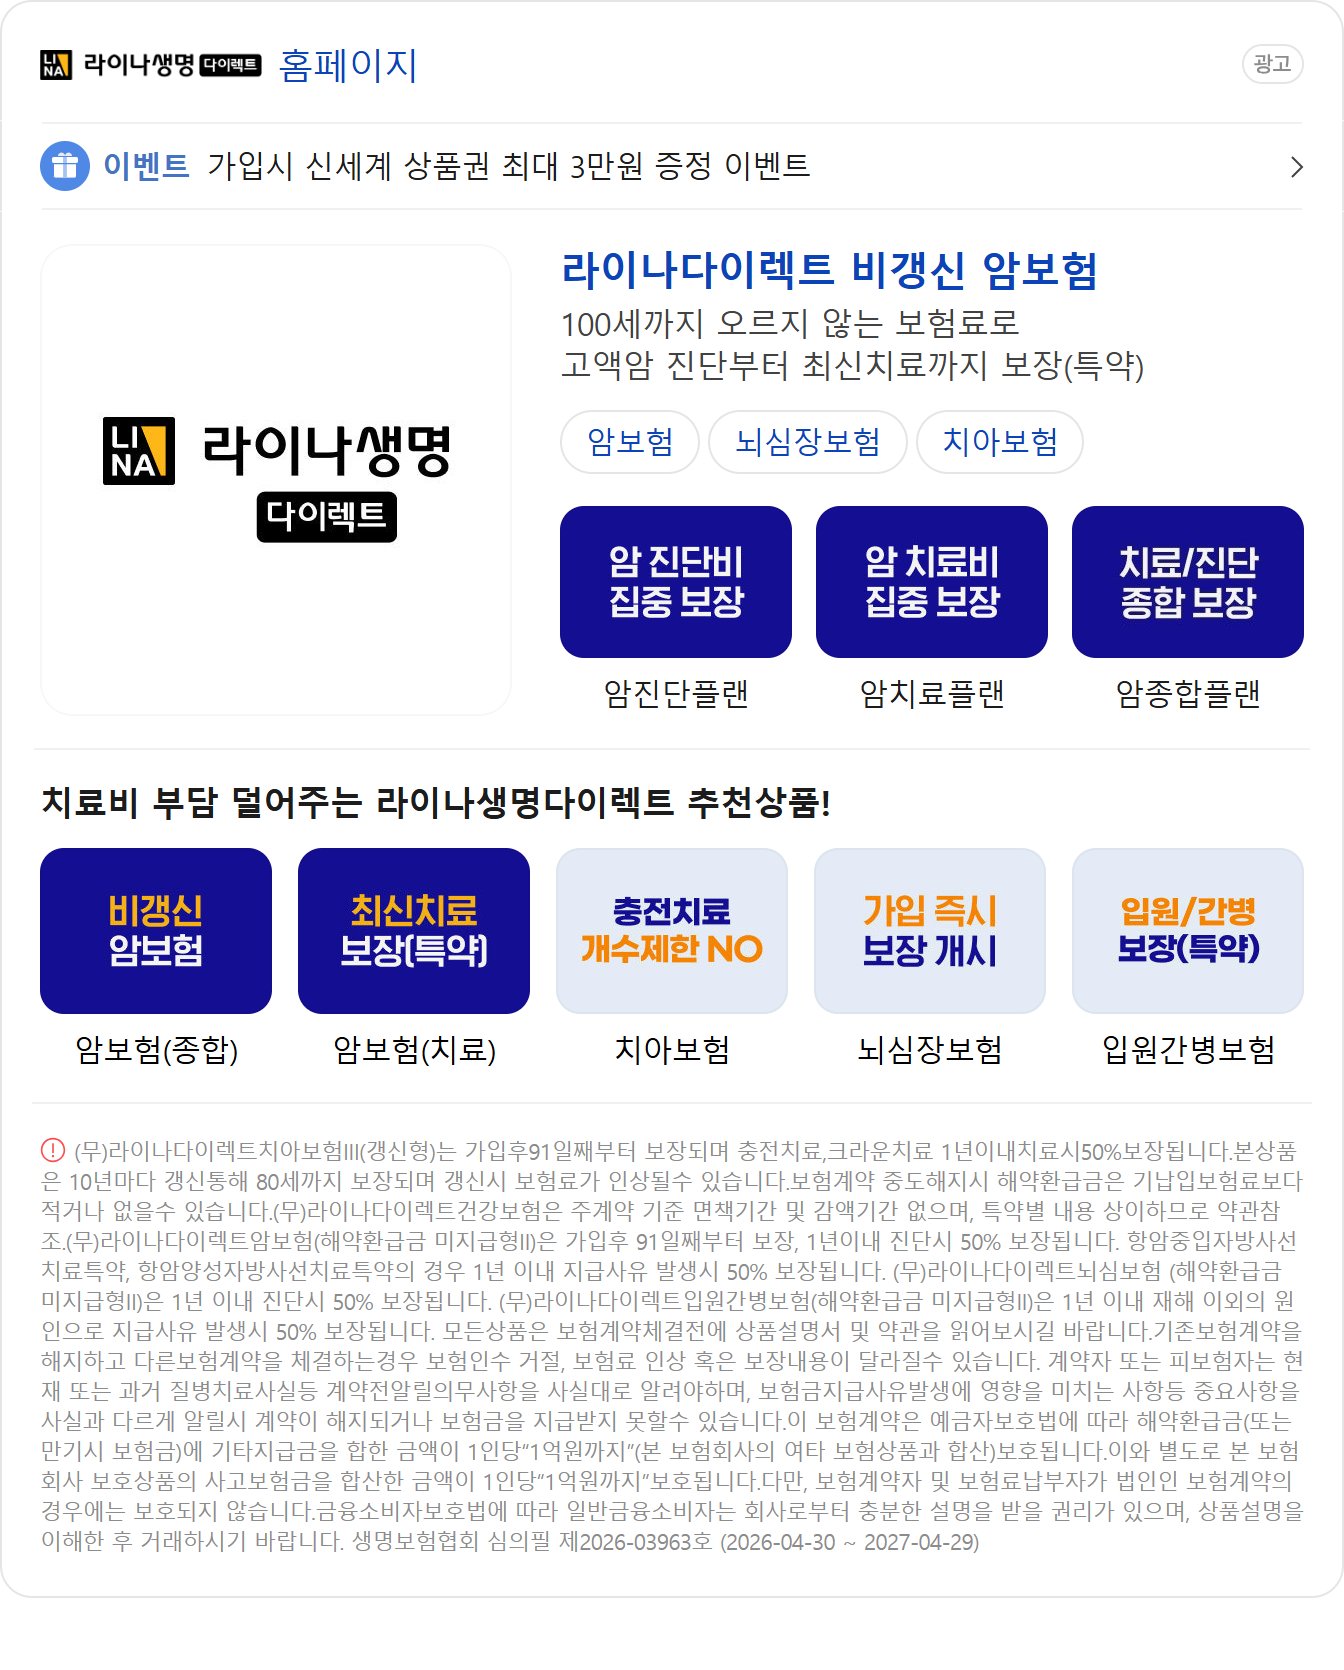 LINA 라이나생명 다이렉트 홈페이지
광고
이벤트 가입시 신세계 상품권 최대 3만원 증정 이벤트
LINA 라이나생명
다이렉트
라이나다이렉트 비갱신 암보험
100세까지 오르지 않는 보험료로
고액암 진단부터 최신치료까지 보장(특약)
암보험 뇌심장보험 치아보험
암 진단비
집중 보장
암진단플랜
암 치료비
집중 보장
암치료플랜
치료/진단
종합 보장
암종합플랜
치료비 부담 덜어주는 라이나생명다이렉트 추천상품!
비갱신
암보험
암보험(종합)
최신치료
보장(특약)
암보험(치료)
충전치료
개수제한 NO
치아보험
가입 즉시
보장 개시
뇌심장보험
입원/간병
보장(특약)
입원간병보험
(무)라이나다이렉트치아보험III(갱신형)는 가입후91일째부터 보장되며 충전치료,크라운치료 1년이내치료시50%보장됩니다.본상품
은 10년마다 갱신통해 80세까지 보장되며 갱신시 보험료가 인상될수 있습니다.보험계약 중도해지시 해약환급금은 기납입보험료보다
적거나 없을수 있습니다.(무)라이나다이렉트건강보험은 주계약 기준 면책기간 및 감액기간 없으며, 특약별 내용 상이하므로 약관참
조.(무)라이나다이렉트암보험(해약환급금 미지급형II)은 가입후 91일째부터 보장, 1년이내 진단시 50% 보장됩니다. 항암중입자방사선
치료특약, 항암양성자방사선치료특약의 경우 1년 이내 지급사유 발생시 50% 보장됩니다. (무)라이나다이렉트뇌심보험 (해약환급금
미지급형II)은 1년 이내 진단시 50% 보장됩니다. (무)라이나다이렉트입원간병보험(해약환급금 미지급형II)은 1년 이내 재해 이외의 원
인으로 지급사유 발생시 50% 보장됩니다. 모든상품은 보험계약체결전에 상품설명서 및 약관을 읽어보시길 바랍니다.기존보험계약을
해지하고 다른보험계약을 체결하는경우 보험인수 거절, 보험료 인상 혹은 보장내용이 달라질수 있습니다. 계약자 또는 피보험자는 현
재 또는 과거 질병치료사실등 계약전알릴의무사항을 사실대로 알려야하며, 보험금지급사유발생에 영향을 미치는 사항등 중요사항을
사실과 다르게 알릴시 계약이 해지되거나 보험금을 지급받지 못할수 있습니다.이 보험계약은 예금자보호법에 따라 해약환급금(또는
만기시 보험금)에 기타지급금을 합한 금액이 1인당“1억원까지”(본 보험회사의 여타 보험상품과 합산)보호됩니다.이와 별도로 본 보험
회사 보호상품의 사고보험금을 합산한 금액이 1인당“1억원까지“보호됩니다.다만, 보험계약자 및 보험료납부자가 법인인 보험계약의
경우에는 보호되지 않습니다.금융소비자보호법에 따라 일반금융소비자는 회사로부터 충분한 설명을 받을 권리가 있으며, 상품설명을
이해한 후 거래하시기 바랍니다. 생명보험협회 심의필 제2026-03963호 (2026-04-30 ~ 2027-04-29)